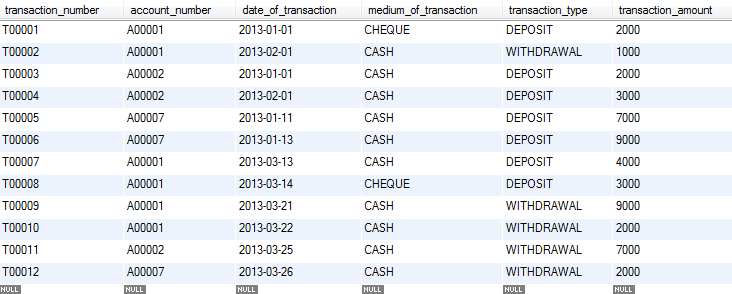 transaction_number account_number date_of_transaction medium_of_transaction transaction_type transaction_amount
T00001 A00001 2013-01-01 CHEQUE DEPOSIT 2000
T00002 A00001 2013-02-01 CASH WITHDRAWAL 1000
T00003 A00002 2013-01-01 CASH DEPOSIT 2000
T00004 A00002 2013-02-01 CASH DEPOSIT 3000
T00005 A00007 2013-01-11 CASH DEPOSIT 7000
T00006 A00007 2013-01-13 CASH DEPOSIT 9000
T00007 A00001 2013-03-13 CASH DEPOSIT 4000
T00008 A00001 2013-03-14 CHEQUE DEPOSIT 3000
T00009 A00001 2013-03-21 CASH WITHDRAWAL 9000
T00010 A00001 2013-03-22 CASH WITHDRAWAL 2000
T00011 A00002 2013-03-25 CASH WITHDRAWAL 7000
T00012 A00007 2013-03-26 CASH WITHDRAWAL 2000
NULL NULL NULL NULL NULL NULL